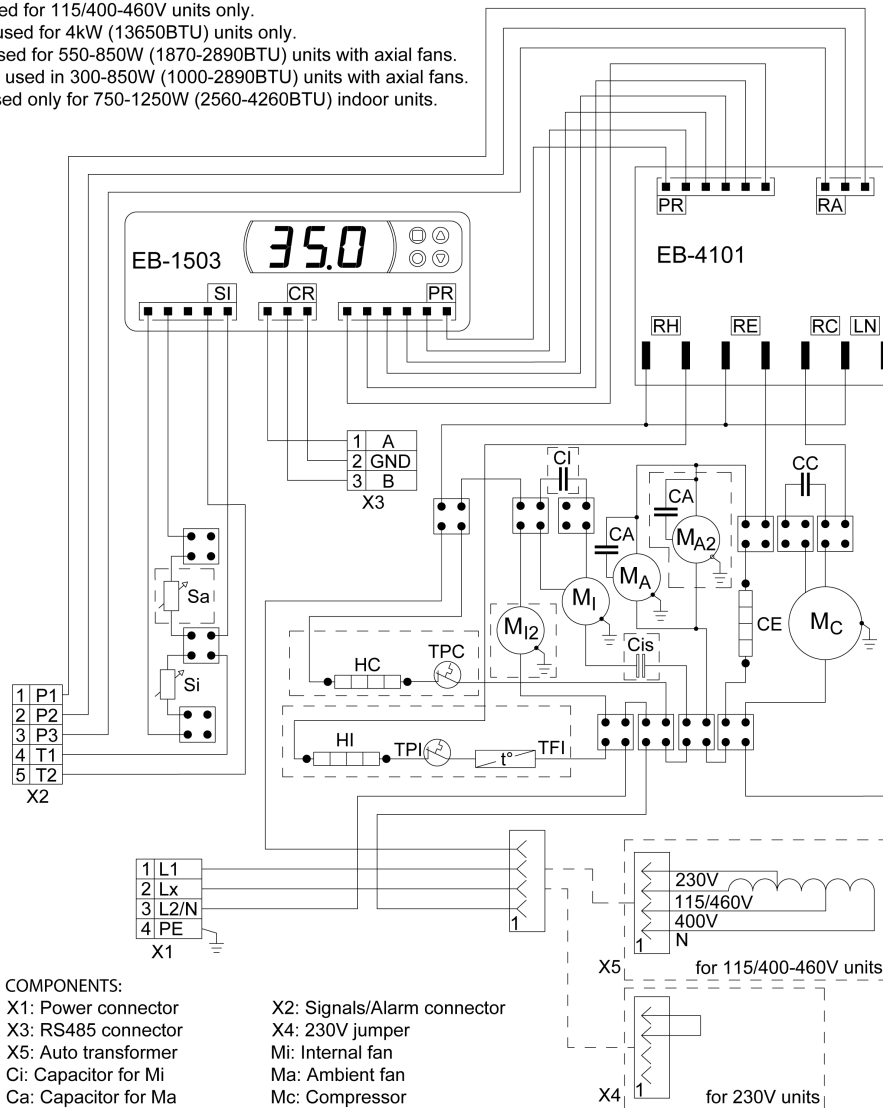 ed for 115/400-460V units only.
used for 4kW (13650BTU) units only.
sed for 550-850W (1870-2890BTU) units with axial fans.
used in 300-850W (1000-2890BTU) units with axial fans.
sed only for 750-1250W (2560-4260BTU) indoor units.
PR
RA
EB-4101
EB-1503
35.0
SI
CR
PR
RH
RE
RC
LN
1 A
2 GND
3 B
X3
CI
CA
CA
CC
MA2
MA
MI
MI2
Cis
CE
MC
Sa
Si
HC
TPC
HI
TPI
t°
TFI
1 P1
2 P2
3 P3
4 T1
5 T2
X2
1 L1
2 Lx
3 L2/N
4 PE
X1
1
230V
115/460V
400V
N
1
X5
for 115/400-460V units
1
X4
for 230V units
COMPONENTS:
X1: Power connector
X2: Signals/Alarm connector
X3: RS485 connector
X4: 230V jumper
X5: Auto transformer
Mi: Internal fan
Ci: Capacitor for Mi
Ma: Ambient fan
Ca: Capacitor for Ma
Mc: Compressor